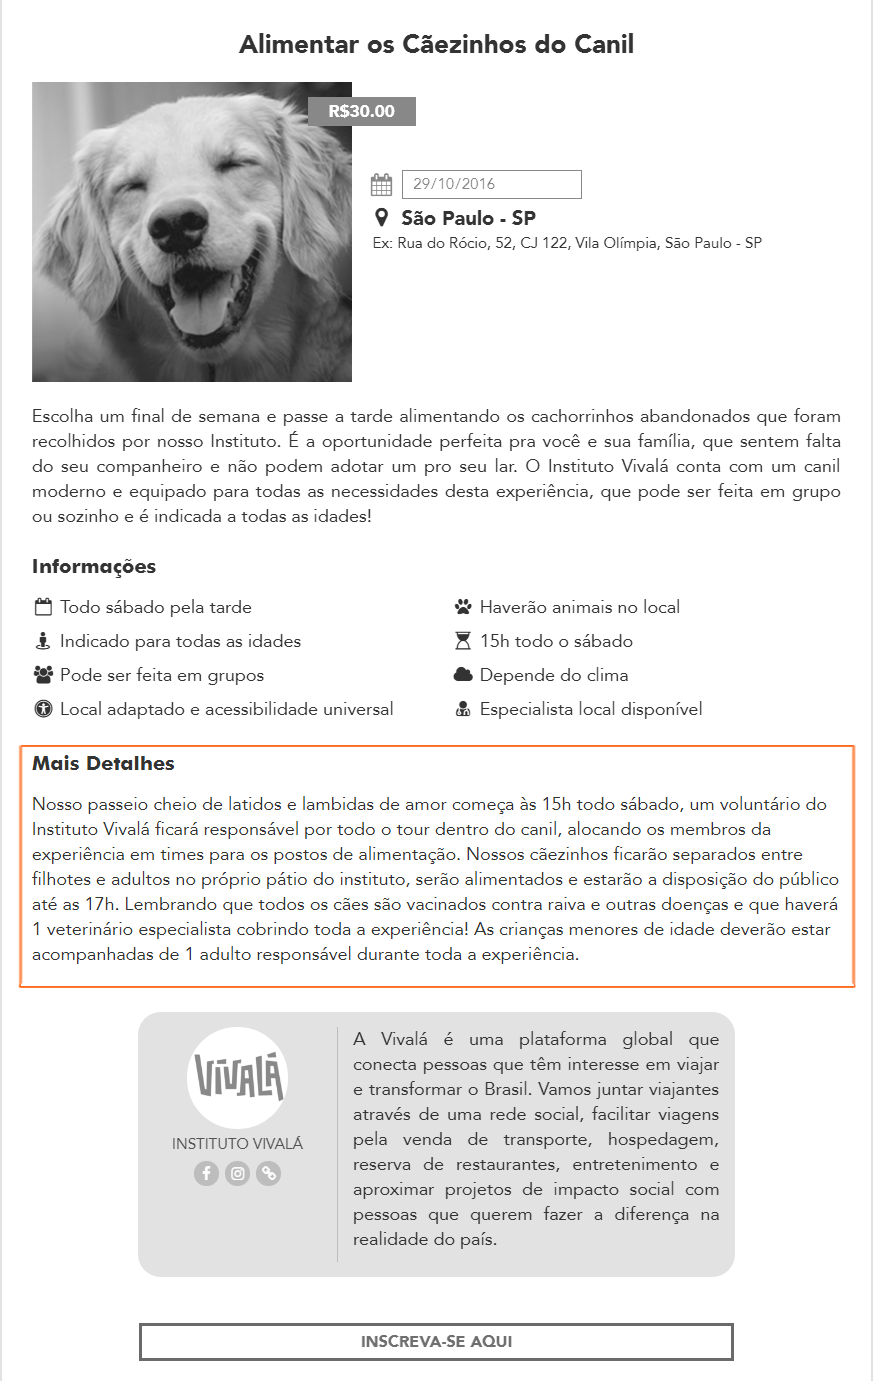 Alimentar os Cãezinhos do Canil
R$30.00
29/10/2016
São Paulo - SP
Ex: Rua do Rócio, 52, CJ 122, Vila Olímpia, São Paulo - SP
Escolha um final de semana e passe a tarde alimentando os cachorrinhos abandonados que foram
recolhidos por nosso Instituto. É a oportunidade perfeita pra você e sua família, que sentem falta
do seu companheiro e não podem adotar um pro seu lar. O Instituto Vivalá conta com um canil
moderno e equipado para todas as necessidades desta experiência, que pode ser feita em grupo
ou sozinho e é indicada a todas as idades!
Informações
Todo sábado pela tarde
Haverão animais no local
Indicado para todas as idades
15h todo o sábado
Pode ser feita em grupos
Depende do clima
Local adaptado e acessibilidade universal
Especialista local disponível
Mais Detalhes
Nosso passeio cheio de latidos e lambidas de amor começa às 15h todo sábado, um voluntário do
Instituto Vivalá ficará responsável por todo o tour dentro do canil, alocando os membros da
experiência em times para os postos de alimentação. Nossos cãezinhos ficarão separados entre
filhotes e adultos no próprio pátio do instituto, serão alimentados e estarão a disposição do público
até as 17h. Lembrando que todos os cães são vacinados contra raiva e outras doenças e que haverá
1 veterinário especialista cobrindo toda a experiência! As crianças menores de idade deverão estar
acompanhadas de 1 adulto responsável durante toda a experiência.
VIVALÁ
INSTITUTO VIVALÁ
A Vivalá é uma plataforma global que
conecta pessoas que têm interesse em viajar
e transformar o Brasil. Vamos juntar viajantes
através de uma rede social, facilitar viagens
pela venda de transporte, hospedagem,
reserva de restaurantes, entretenimento e
aproximar projetos de impacto social com
pessoas que querem fazer a diferença na
realidade do país.
INSCREVA-SE AQUI